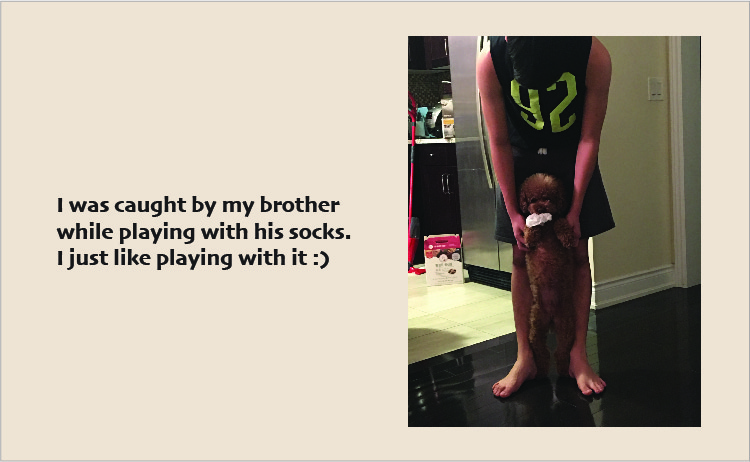 I was caught by my brother
while playing with his socks.
I just like playing with it :)